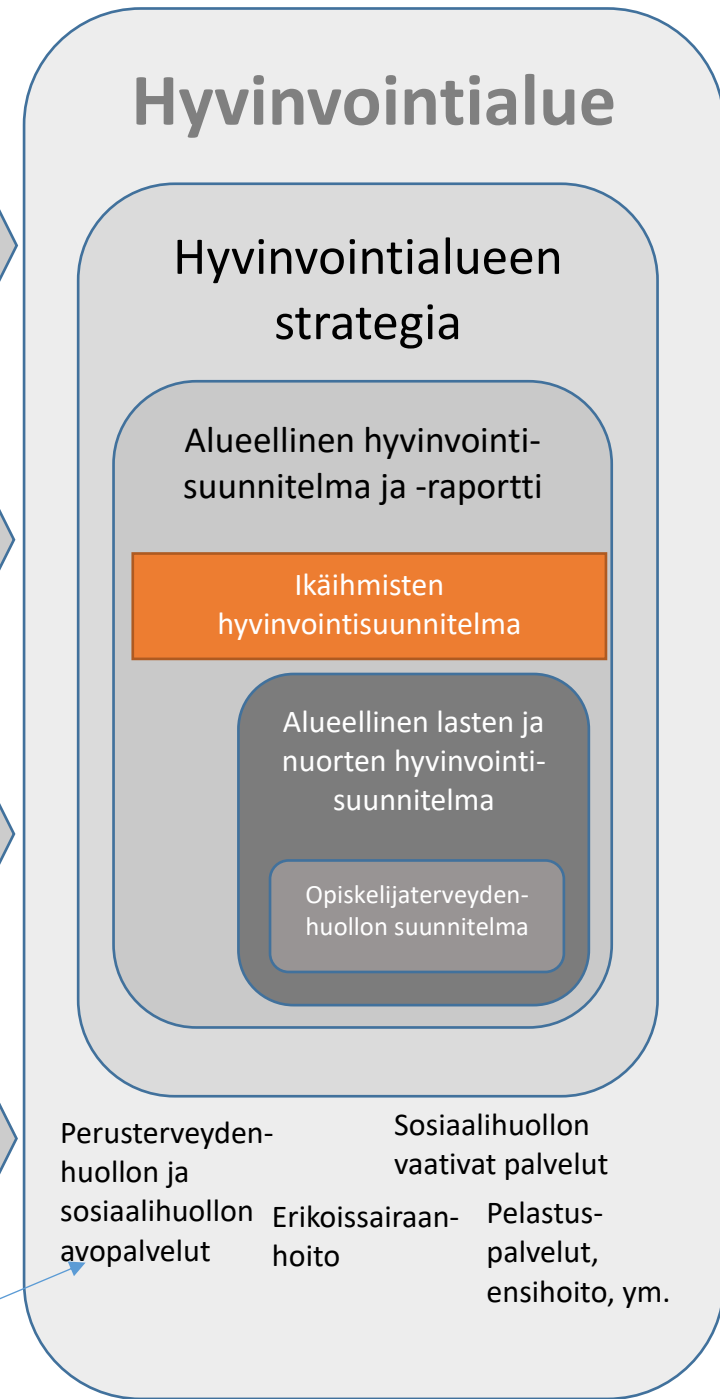 Hyvinvointialue
Hyvinvointialueen
strategia
Alueellinen hyvinvointi-
suunnitelma ja -raportti
Ikäihmisten
hyvinvointisuunnitelma
Alueellinen lasten ja
nuorten hyvinvointi-
suunnitelma
Opiskelijaterveyden-
huollon suunnitelma
Perusterveyden-
huollon ja
sosiaalihuollon
avopalvelut
Sosiaalihuollon
vaativat palvelut
Erikoissairaan-
hoito
Pelastus-
palvelut,
ensihoito, ym.